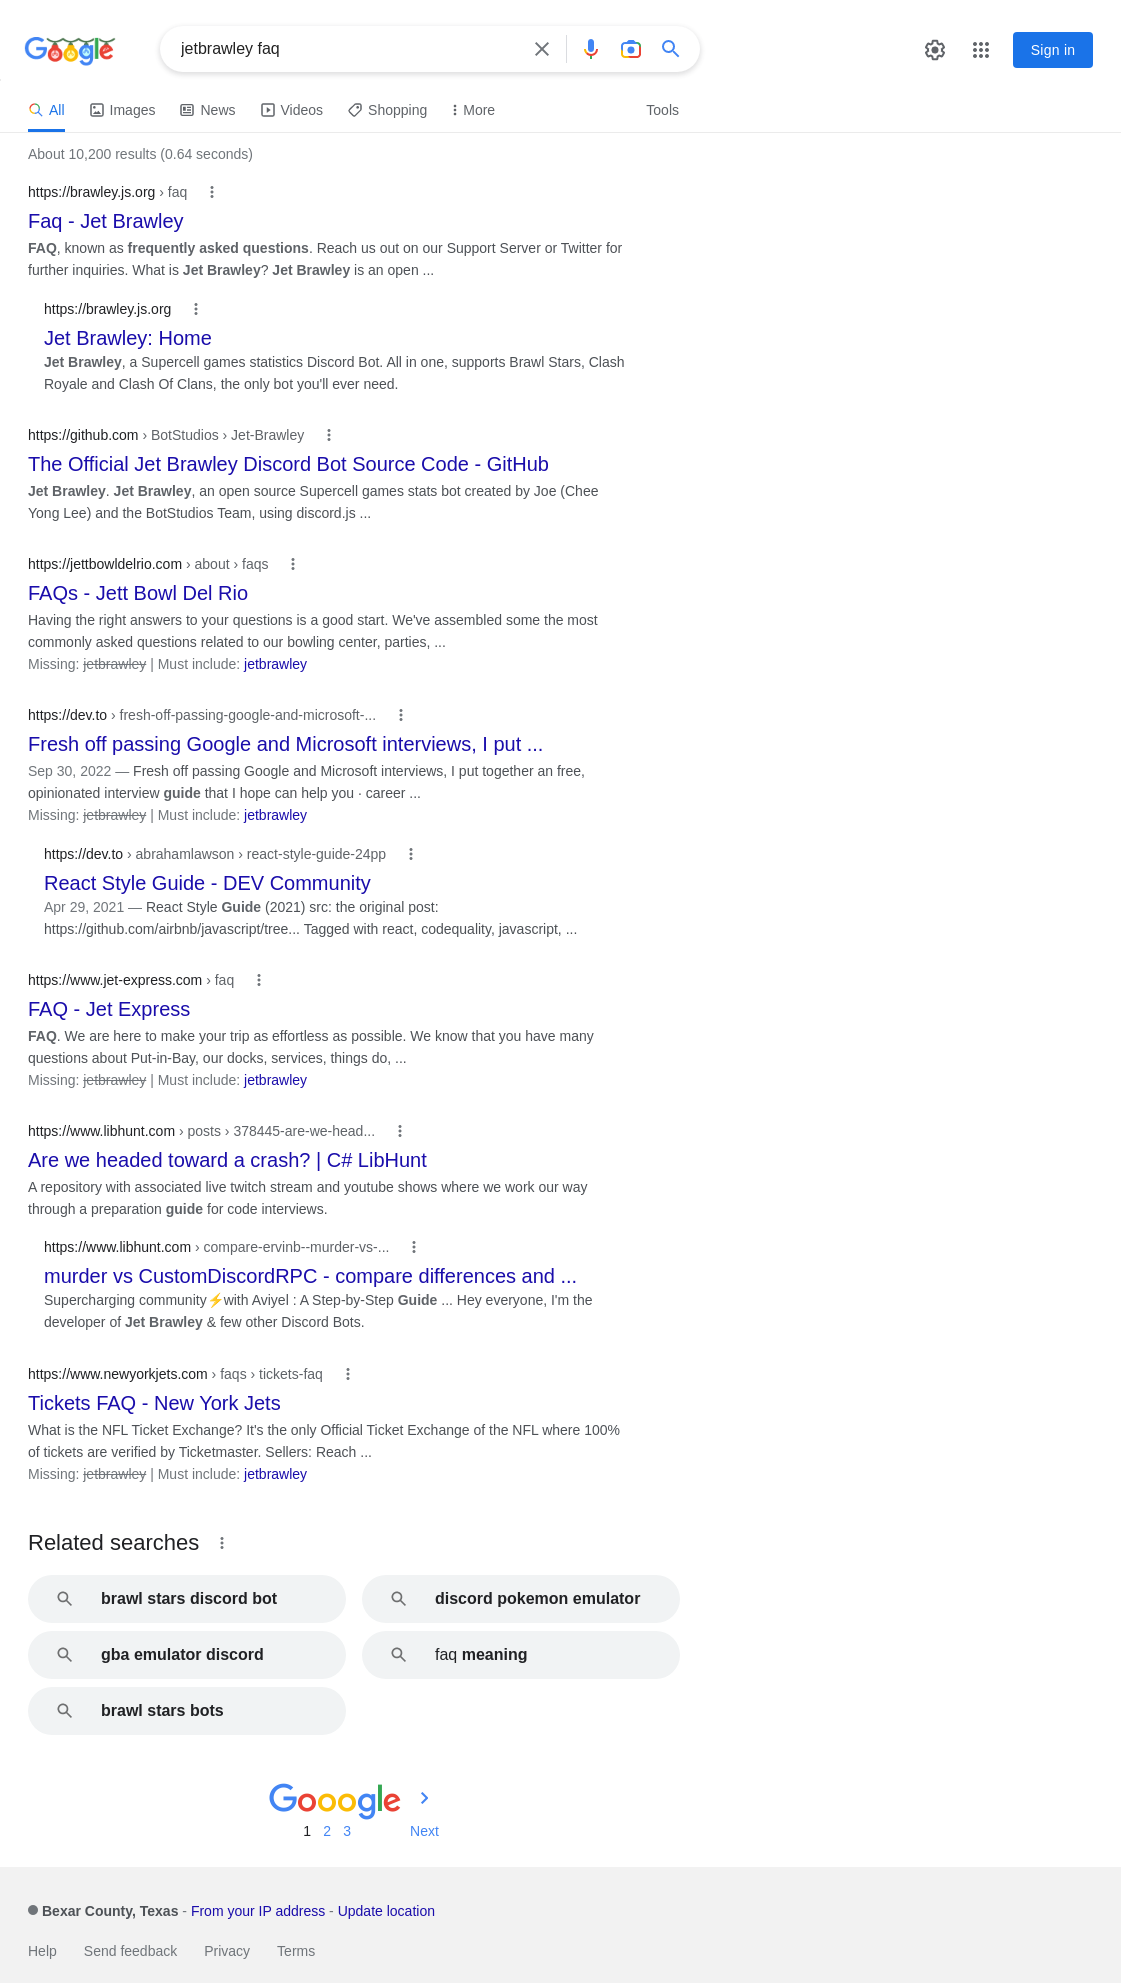 Google
jetbrawley faq
Sign in
All Images News Videos Shopping More Tools
About 10,200 results (0.64 seconds)
https://brawley.js.org › faq
Faq - Jet Brawley
FAQ, known as frequently asked questions. Reach us out on our Support Server or Twitter for
further inquiries. What is Jet Brawley? Jet Brawley is an open ...
https://brawley.js.org
Jet Brawley: Home
Jet Brawley, a Supercell games statistics Discord Bot. All in one, supports Brawl Stars, Clash
Royale and Clash Of Clans, the only bot you'll ever need.
https://github.com › BotStudios › Jet-Brawley
The Official Jet Brawley Discord Bot Source Code - GitHub
Jet Brawley. Jet Brawley, an open source Supercell games stats bot created by Joe (Chee
Yong Lee) and the BotStudios Team, using discord.js ...
https://jettbowldelrio.com › about › faqs
FAQs - Jett Bowl Del Rio
Having the right answers to your questions is a good start. We've assembled some the most
commonly asked questions related to our bowling center, parties, ...
Missing: jetbrawley | Must include: jetbrawley
https://dev.to › fresh-off-passing-google-and-microsoft-...
Fresh off passing Google and Microsoft interviews, I put ...
Sep 30, 2022 — Fresh off passing Google and Microsoft interviews, I put together an free,
opinionated interview guide that I hope can help you · career ...
Missing: jetbrawley | Must include: jetbrawley
https://dev.to › abrahamlawson › react-style-guide-24pp
React Style Guide - DEV Community
Apr 29, 2021 — React Style Guide (2021) src: the original post:
https://github.com/airbnb/javascript/tree... Tagged with react, codequality, javascript, ...
https://www.jet-express.com › faq
FAQ - Jet Express
FAQ. We are here to make your trip as effortless as possible. We know that you have many
questions about Put-in-Bay, our docks, services, things do, ...
Missing: jetbrawley | Must include: jetbrawley
https://www.libhunt.com › posts › 378445-are-we-head...
Are we headed toward a crash? | C# LibHunt
A repository with associated live twitch stream and youtube shows where we work our way
through a preparation guide for code interviews.
https://www.libhunt.com › compare-ervinb--murder-vs-...
murder vs CustomDiscordRPC - compare differences and ...
Supercharging community⚡with Aviyel : A Step-by-Step Guide ... Hey everyone, I'm the
developer of Jet Brawley & few other Discord Bots.
https://www.newyorkjets.com › faqs › tickets-faq
Tickets FAQ - New York Jets
What is the NFL Ticket Exchange? It's the only Official Ticket Exchange of the NFL where 100%
of tickets are verified by Ticketmaster. Sellers: Reach ...
Missing: jetbrawley | Must include: jetbrawley
Related searches
brawl stars discord bot
discord pokemon emulator
gba emulator discord
faq meaning
brawl stars bots
Gooogle
1 2 3 Next
Bexar County, Texas - From your IP address - Update location
Help Send feedback Privacy Terms